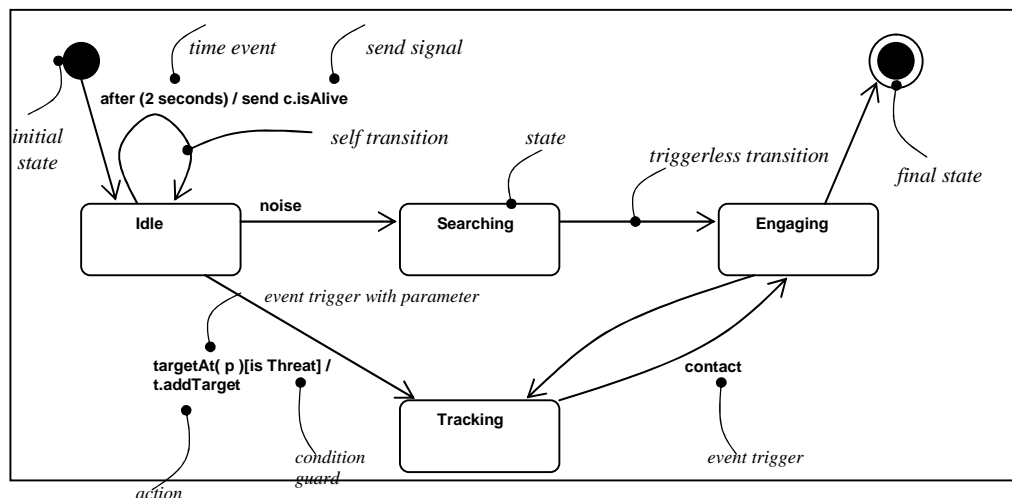 time event
send signal
after (2 seconds) / send c.isAlive
initial
state
self transition
state
triggerless transition
final state
noise
Idle
Searching
Engaging
event trigger with parameter
targetAt( p )[is Threat] /
t.addTarget
contact
Tracking
condition
guard
event trigger
action